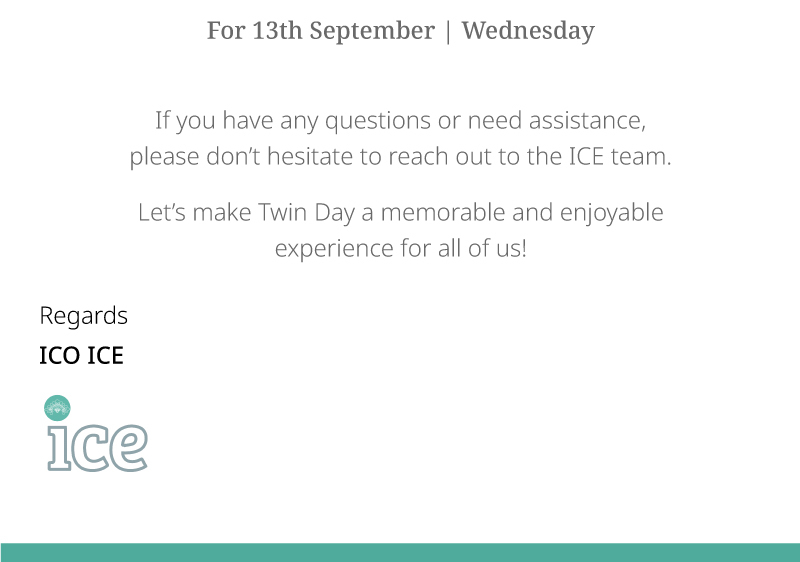 For 13th September | Wednesday
If you have any questions or need assistance,
please don’t hesitate to reach out to the ICE team.
Let’s make Twin Day a memorable and enjoyable
experience for all of us!
Regards
ICO ICE
ice